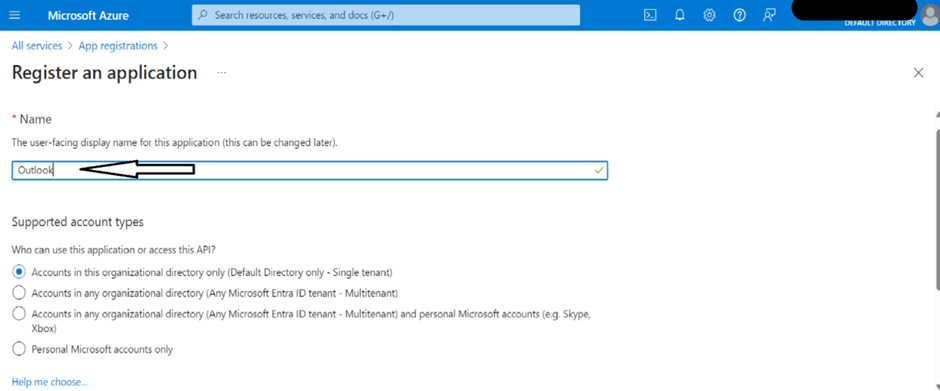 Microsoft Azure
Search resources, services, and docs (G+/)
DEFAULT DIRECTORY
All services > App registrations >
Register an application ...
* Name
The user-facing display name for this application (this can be changed later).
Outlook
Supported account types
Who can use this application or access this API?
Accounts in this organizational directory only (Default Directory only - Single tenant)
Accounts in any organizational directory (Any Microsoft Entra ID tenant - Multitenant)
Accounts in any organizational directory (Any Microsoft Entra ID tenant - Multitenant) and personal Microsoft accounts (e.g. Skype,
Xbox)
Personal Microsoft accounts only
Help me choose...